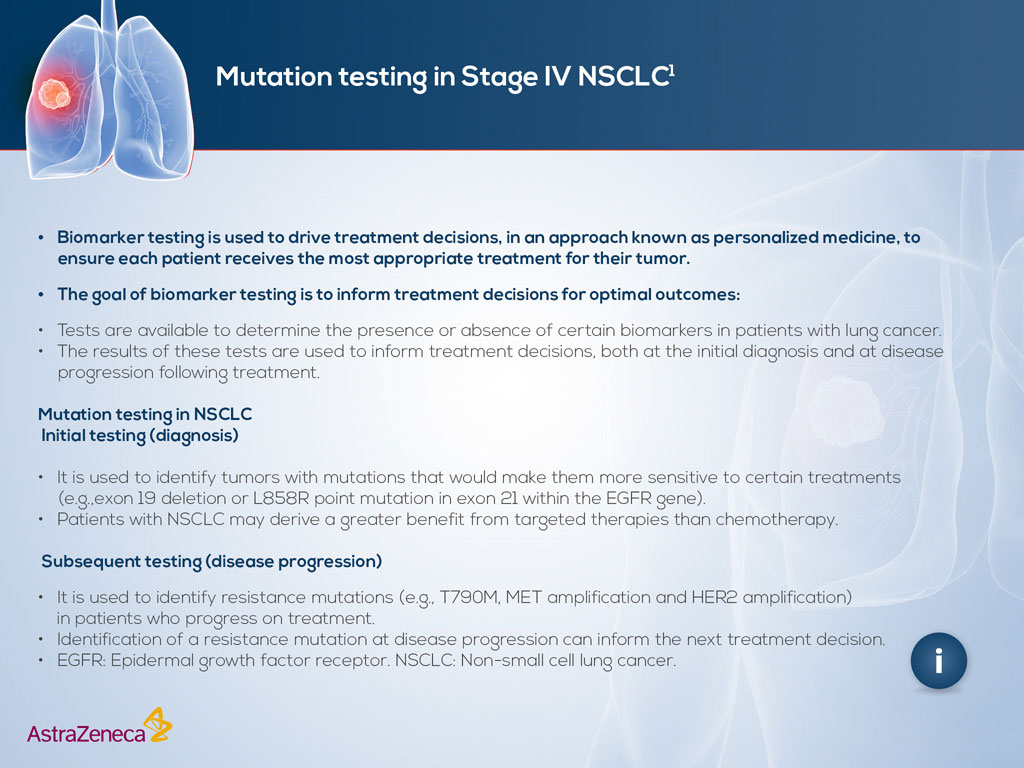 Mutation testing in Stage IV NSCLC¹
• Biomarker testing is used to drive treatment decisions, in an approach known as personalized medicine, to
ensure each patient receives the most appropriate treatment for their tumor.
• The goal of biomarker testing is to inform treatment decisions for optimal outcomes:
• Tests are available to determine the presence or absence of certain biomarkers in patients with lung cancer.
• The results of these tests are used to inform treatment decisions, both at the initial diagnosis and at disease
progression following treatment.
Mutation testing in NSCLC
Initial testing (diagnosis)
• It is used to identify tumors with mutations that would make them more sensitive to certain treatments
(e.g.,exon 19 deletion or L858R point mutation in exon 21 within the EGFR gene).
• Patients with NSCLC may derive a greater benefit from targeted therapies than chemotherapy.
Subsequent testing (disease progression)
• It is used to identify resistance mutations (e.g., T790M, MET amplification and HER2 amplification)
in patients who progress on treatment.
• Identification of a resistance mutation at disease progression can inform the next treatment decision.
• EGFR: Epidermal growth factor receptor. NSCLC: Non-small cell lung cancer.
i
AstraZeneca